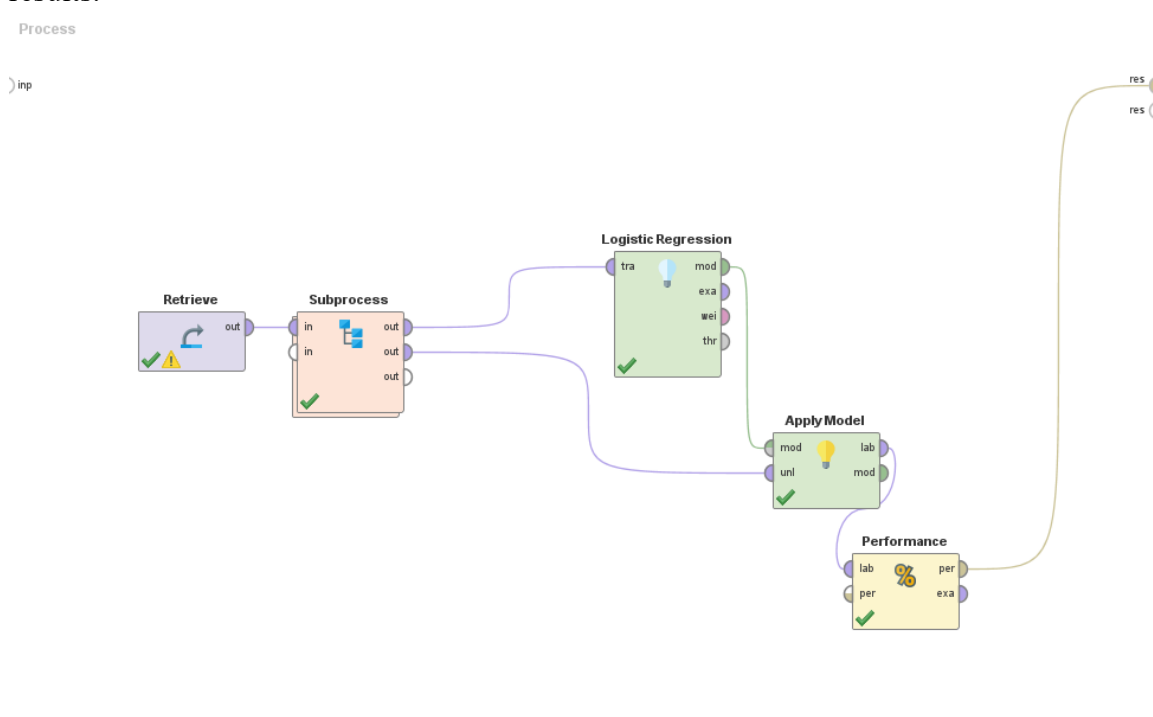 Process
inp
res
res
Logistic Regression
tra
mod
exa
wei
thr
Retrieve
out
Subprocess
in
out
in
out
out
Apply Model
mod
lab
unl
mod
Performance
lab
per
per
exa
%